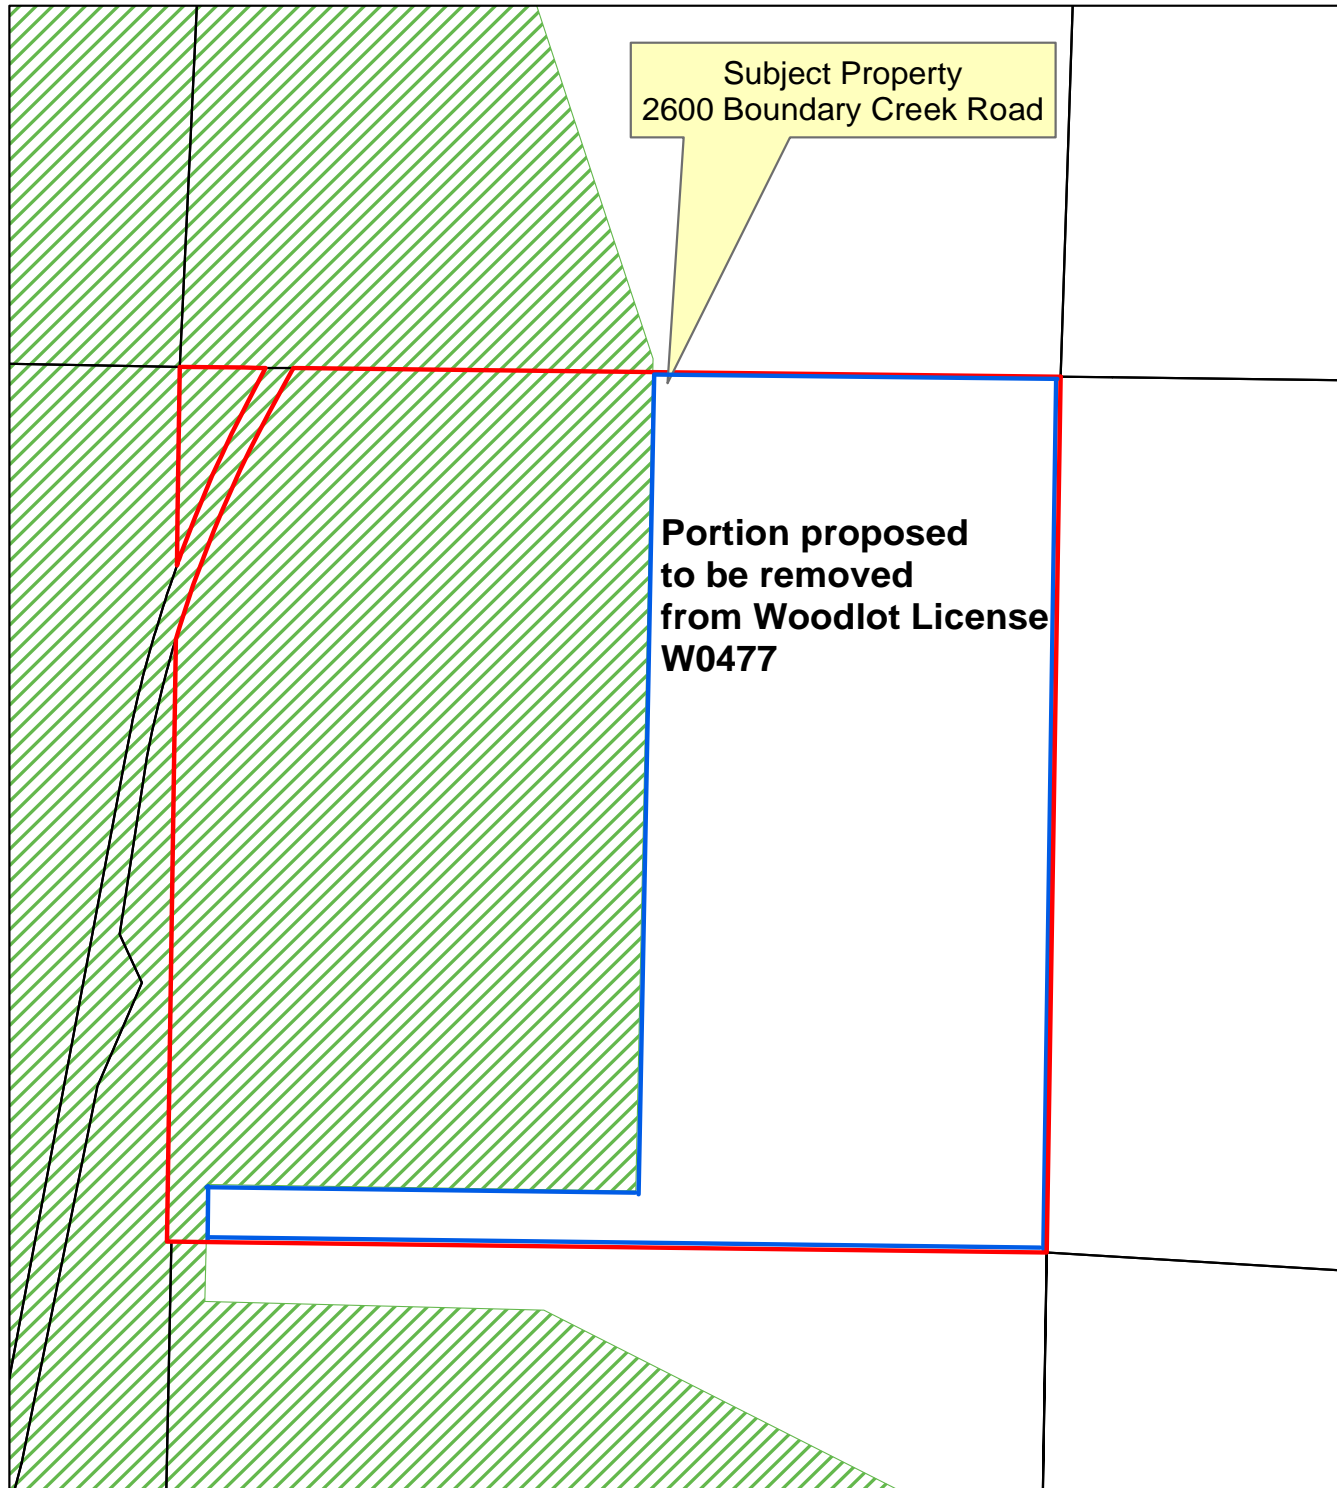 Subject Property
2600 Boundary Creek Road
Portion proposed
to be removed
from Woodlot License
W0477